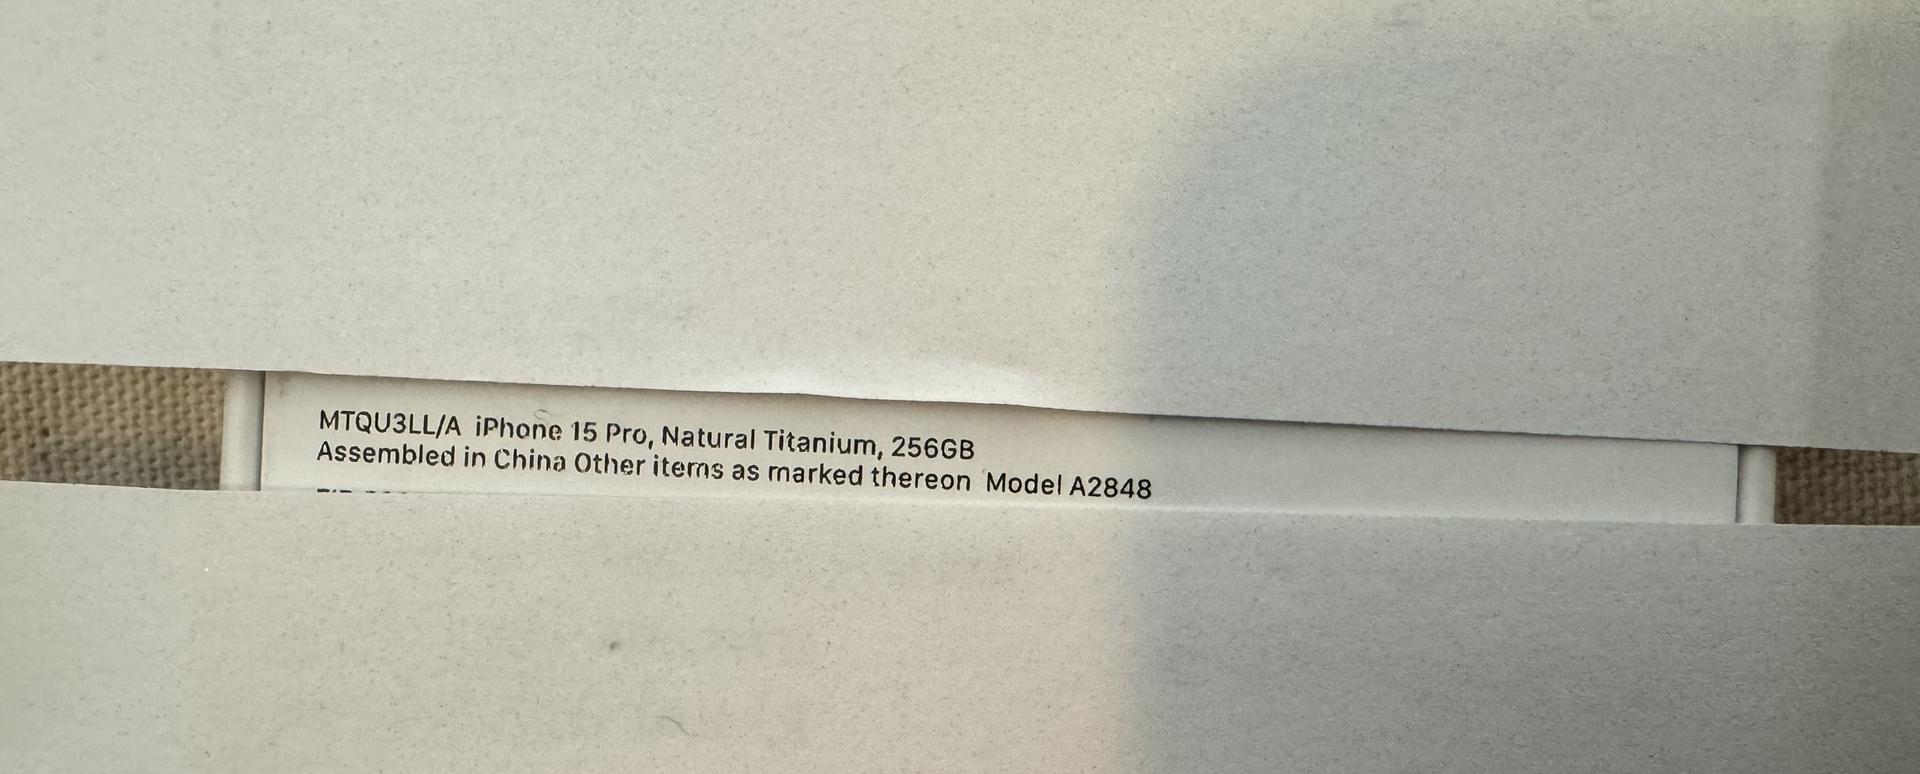 MTQU3LL/A iPhone 15 Pro, Natural Titanium, 256GB
Assembled in China Other items as marked thereon Model A2848